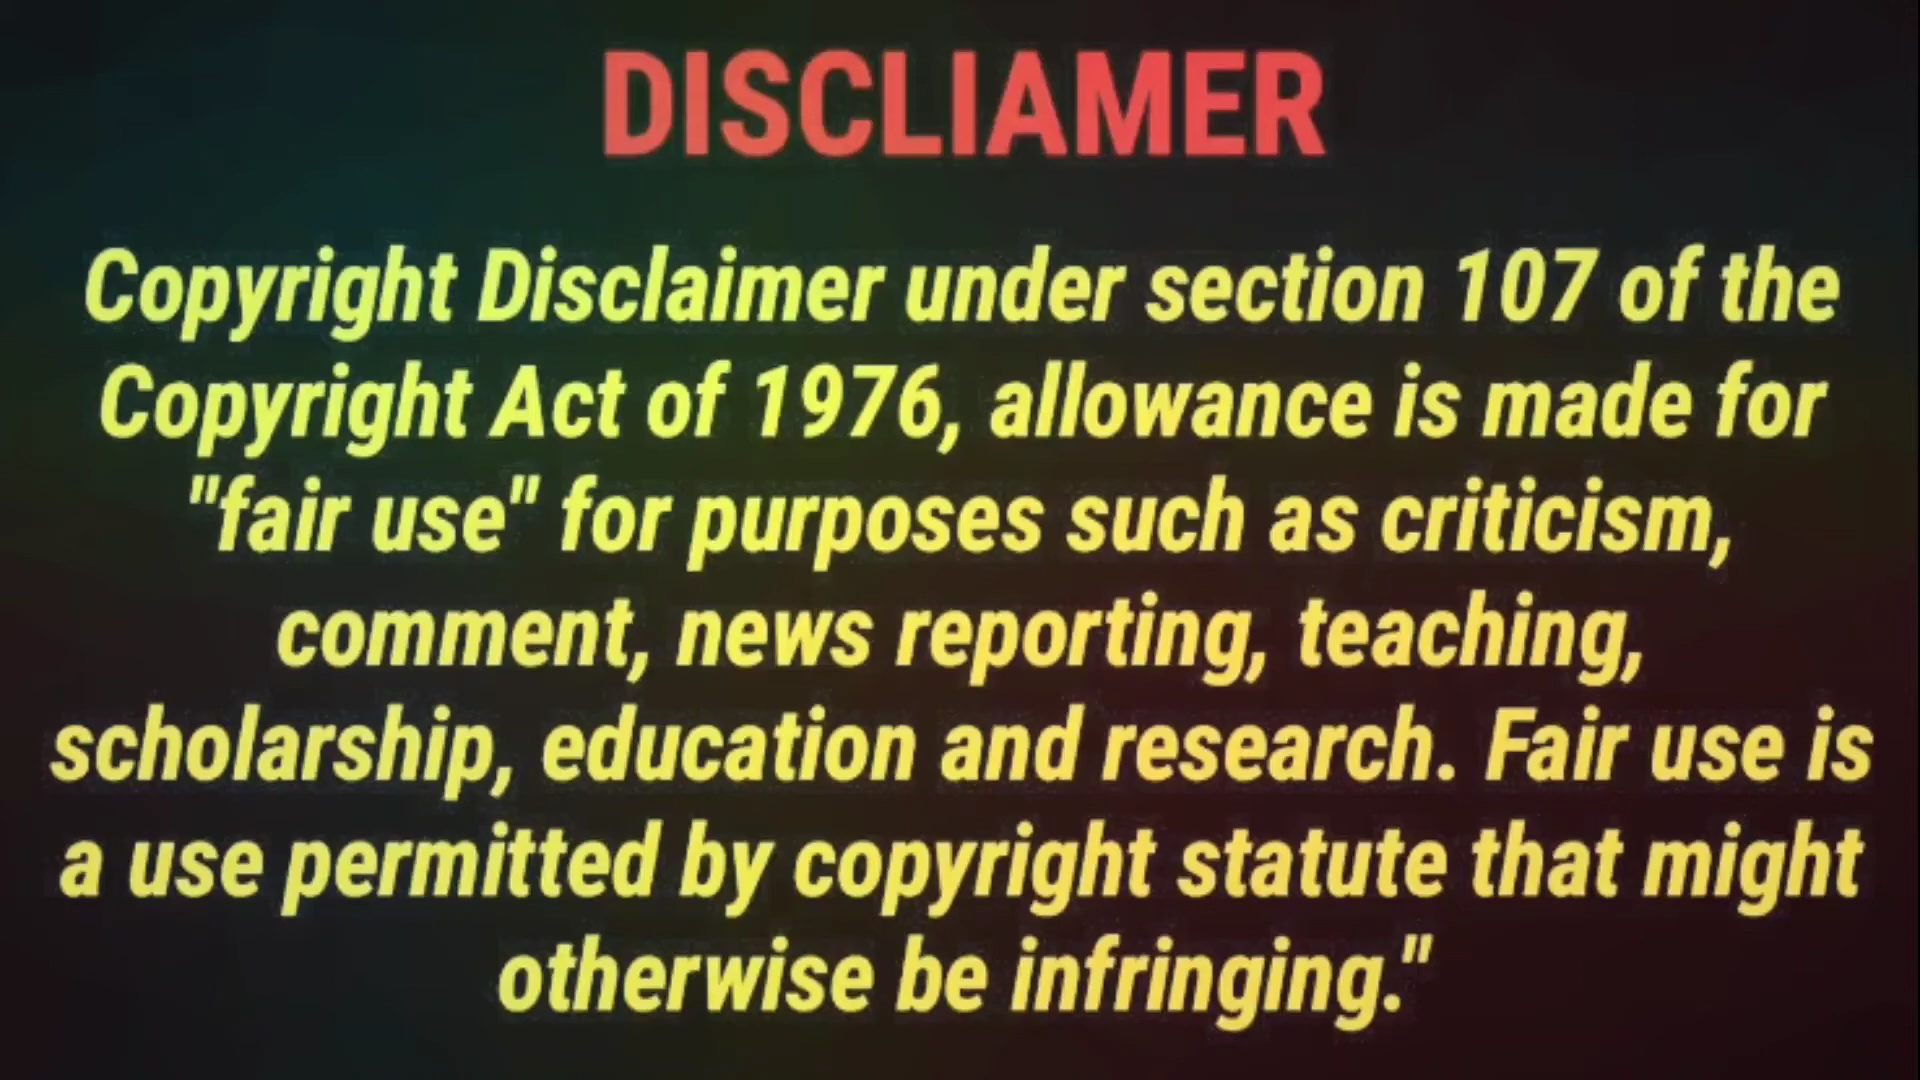 DISCLIAMER
Copyright Disclaimer under section 107 of the
Copyright Act of 1976, allowance is made for
"fair use" for purposes such as criticism,
comment, news reporting, teaching,
scholarship, education and research. Fair use is
a use permitted by copyright statute that might
otherwise be infringing."